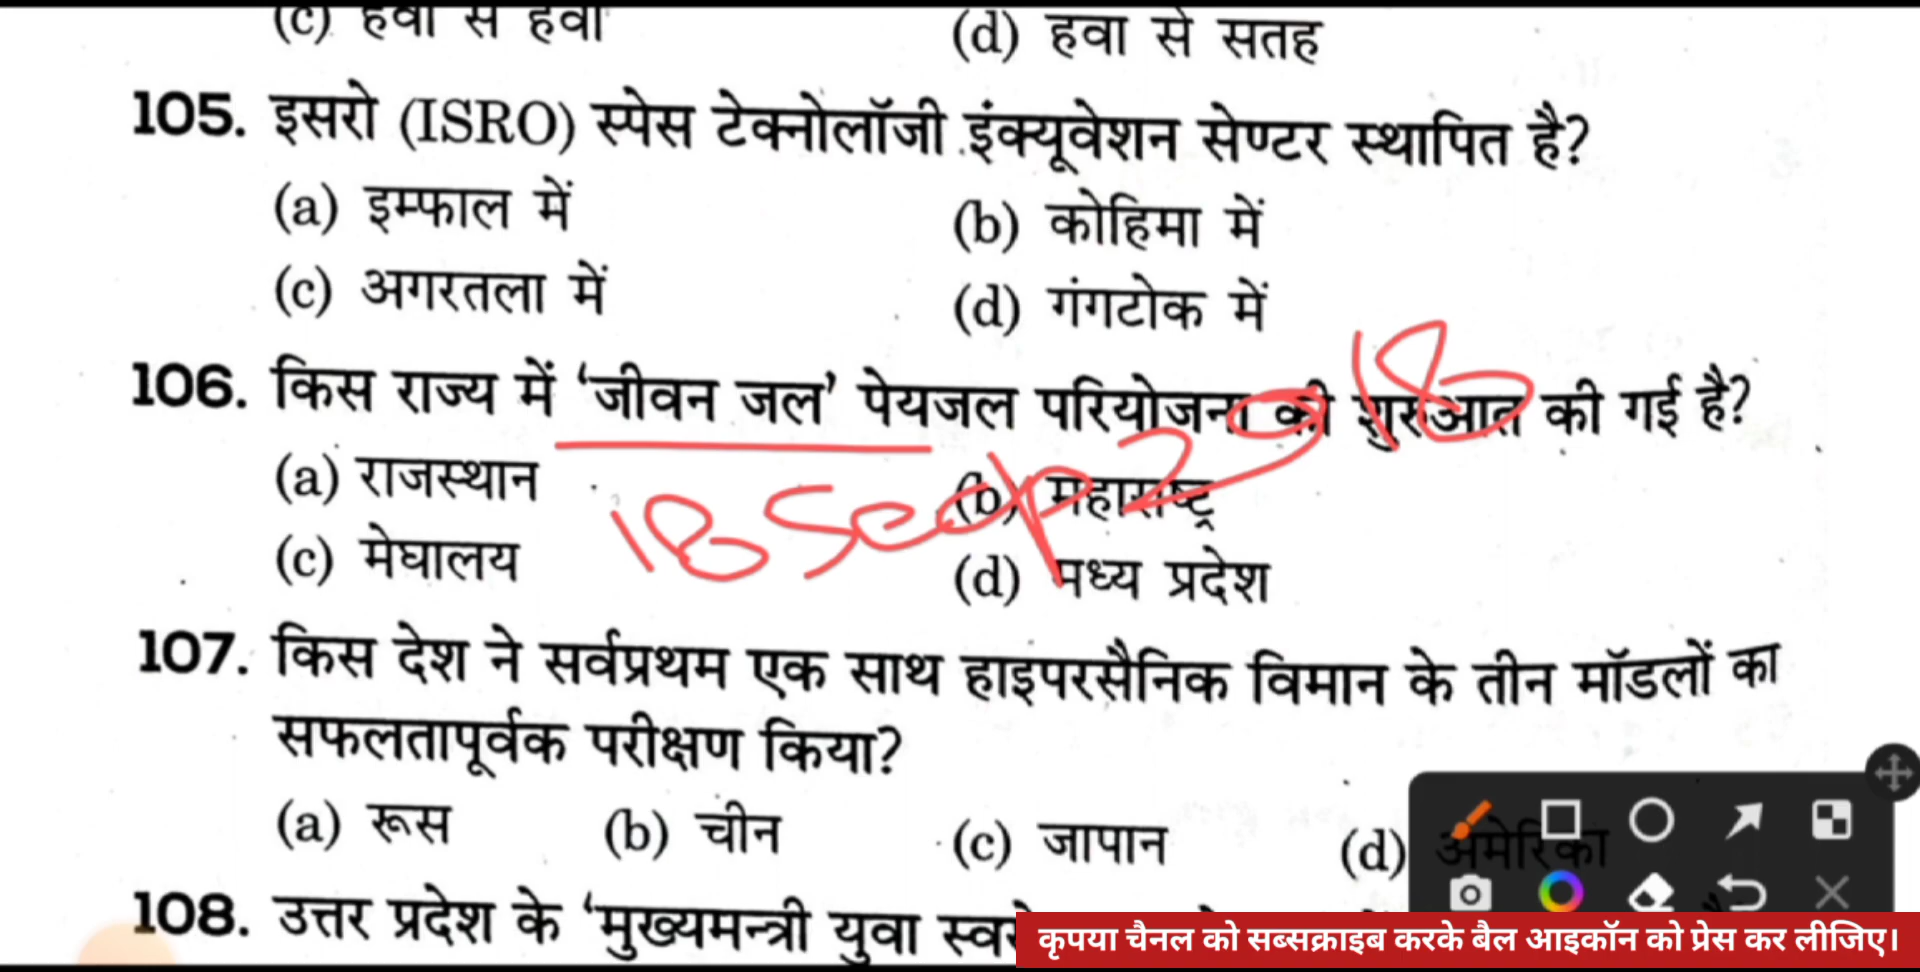 (c) हवा से हवा (d) हवा से सतह
105. इसरो (ISRO) स्पेस टेक्नोलॉजी इंक्यूवेशन सेण्टर स्थापित है?
(a) इम्फाल में (b) कोहिमा में
(c) अगरतला में (d) गंगटोक में
106. किस राज्य में ‘जीवन जल’ पेयजल परियोजना की शुरुआत की गई है?
(a) राजस्थान (b) महाराष्ट्र
(c) मेघालय (d) मध्य प्रदेश
18 Seap 2018
107. किस देश ने सर्वप्रथम एक साथ हाइपरसैनिक विमान के तीन मॉडलों का
सफलतापूर्वक परीक्षण किया?
(a) रूस (b) चीन (c) जापान (d) अमेरिका
108. उत्तर प्रदेश के ‘मुख्यमन्त्री युवा
कृपया चैनल को सब्सक्राइब करके बैल आइकॉन को प्रेस कर लीजिए।